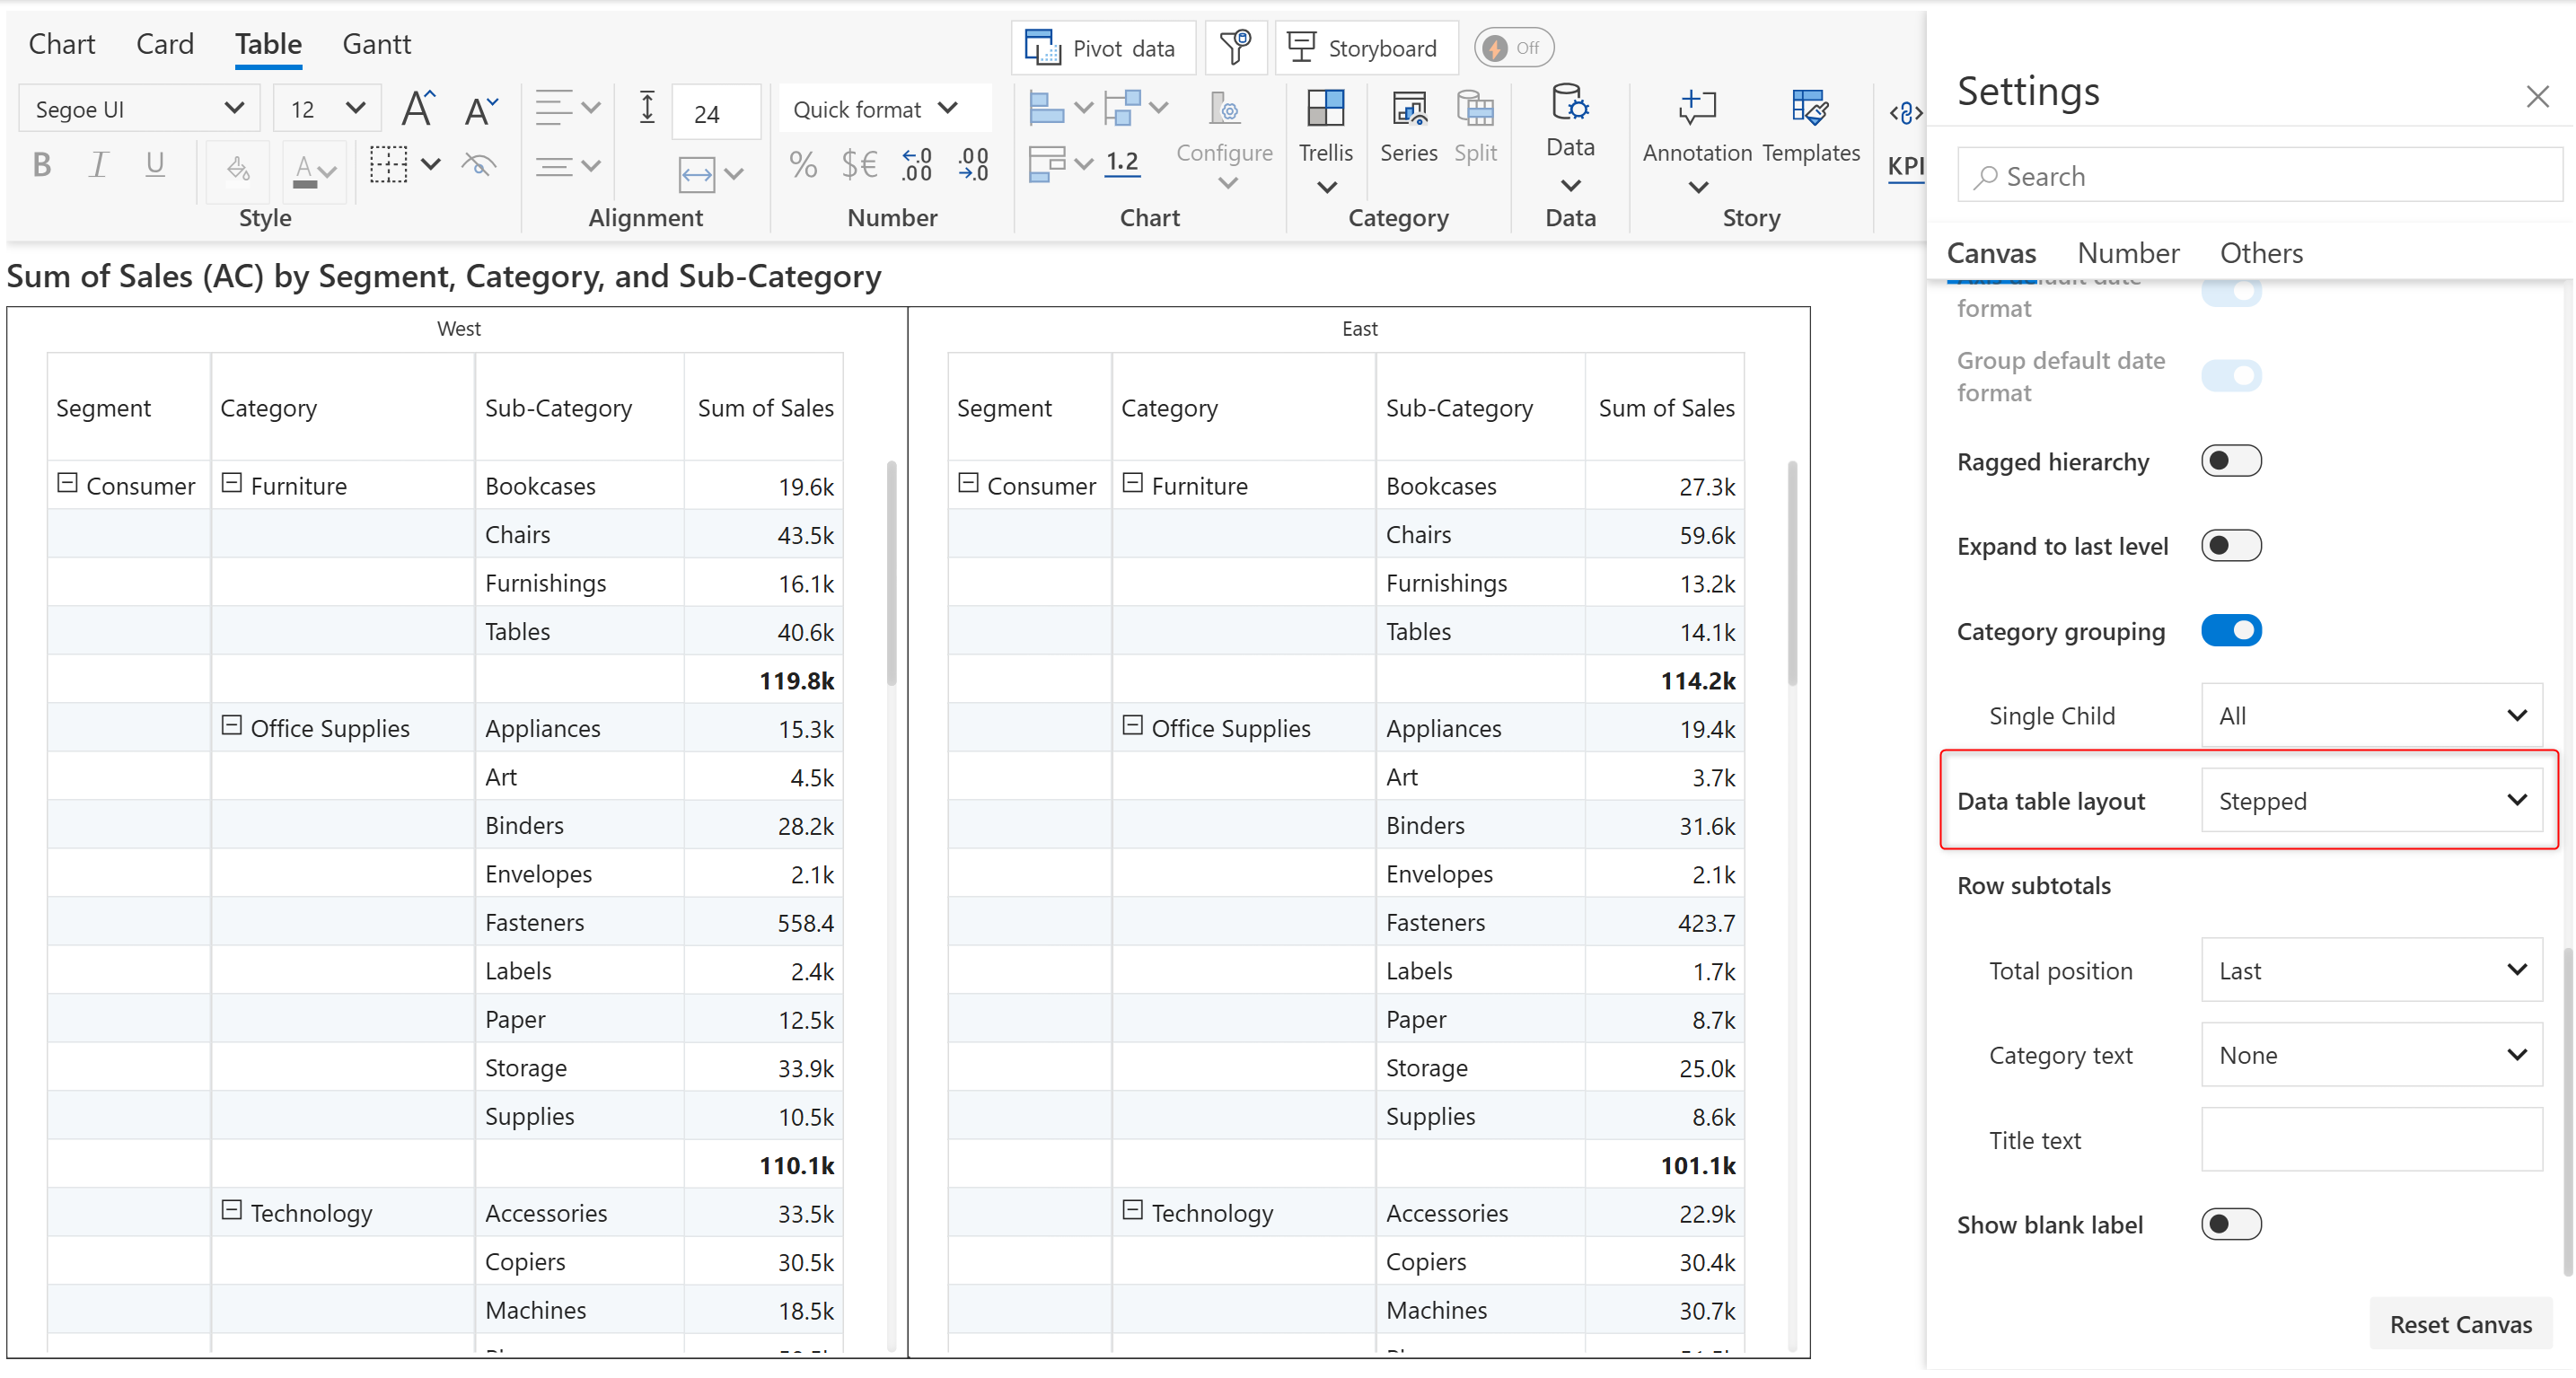 Chart Card Table Gantt
Pivot data Storyboard Off
Segoe UI 12 24 Quick format
B I U A % $€
1.2 Configure Trellis Series Split Data Annotation Templates KPI
Style Alignment Number Chart Category Data Story
Sum of Sales (AC) by Segment, Category, and Sub-Category
West
Segment Category Sub-Category Sum of Sales
Consumer Furniture Bookcases 19.6k
Chairs 43.5k
Furnishings 16.1k
Tables 40.6k
119.8k
Office Supplies Appliances 15.3k
Art 4.5k
Binders 28.2k
Envelopes 2.1k
Fasteners 558.4
Labels 2.4k
Paper 12.5k
Storage 33.9k
Supplies 10.5k
110.1k
Technology Accessories 33.5k
Copiers 30.5k
Machines 18.5k
East
Segment Category Sub-Category Sum of Sales
Consumer Furniture Bookcases 27.3k
Chairs 59.6k
Furnishings 13.2k
Tables 14.1k
114.2k
Office Supplies Appliances 19.4k
Art 3.7k
Binders 31.6k
Envelopes 2.1k
Fasteners 423.7
Labels 1.7k
Paper 8.7k
Storage 25.0k
Supplies 8.6k
101.1k
Technology Accessories 22.9k
Copiers 30.4k
Machines 30.7k
Settings
Search
Canvas Number Others
format
Group default date
format
Ragged hierarchy
Expand to last level
Category grouping
Single Child All
Data table layout Stepped
Row subtotals
Total position Last
Category text None
Title text
Show blank label
Reset Canvas